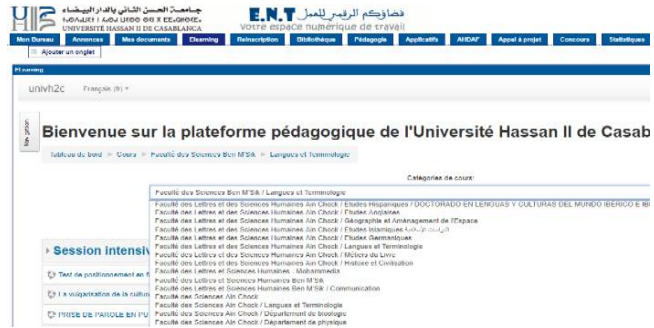 جامعة الحسن الثاني بالدار البيضاء
UNIVERSITÉ HASSAN II DE CASABLANCA
فضاؤكم الرقمي للعمل E.N.T
votre espace numérique de travail
Mon Bureau Annonces Mes documents Elearning Reinscription Bibliothèque Pédagogie Applicatifs AHDAF Appel à projet Concours Statistiques
Ajouter un onglet
Elearning
univh2c Français (fr)
Navigation
Bienvenue sur la plateforme pédagogique de l'Université Hassan II de Casab
Tableau de bord Cours Faculté des Sciences Ben M'Sik Langues et Terminologie
Catégories de cours:
Faculté des Sciences Ben M'Sik / Langues et Terminologie
Faculté des Lettres et des Sciences Humaines Ain Chock / Etudes Hispaniques / DOCTORADO EN LENGUAS Y CULTURAS DEL MUNDO IBÉRICO E IB
Faculté des Lettres et des Sciences Humaines Ain Chock / Etudes Anglaises
Faculté des Lettres et des Sciences Humaines Ain Chock / Géographie et Aménagement de l'Espace
Faculté des Lettres et des Sciences Humaines Ain Chock / Etudes Islamiques الدراسات الإسلامية
Faculté des Lettres et des Sciences Humaines Ain Chock / Etudes Germaniques
Faculté des Lettres et des Sciences Humaines Ain Chock / Langues et Terminologie
Faculté des Lettres et des Sciences Humaines Ain Chock / Métiers du Livre
Faculté des Lettres et des Sciences Humaines Ain Chock / Histoire et Civilisation
Faculté des Lettres et Sciences Humaines - Mohammedia
Faculté des Lettres et Sciences Humaines Ben M'Sik
Faculté des Lettres et Sciences Humaines Ben M'Sik / Communication
Faculté des Sciences Ain Chock
Faculté des Sciences Ain Chock / Langues et Terminologie
Faculté des Sciences Ain Chock / Département de biologie
Faculté des Sciences Ain Chock / Département de physique
Session intensiv
Test de positionnement en f
La vulgarisation de la cultur
PRISE DE PAROLE EN PU